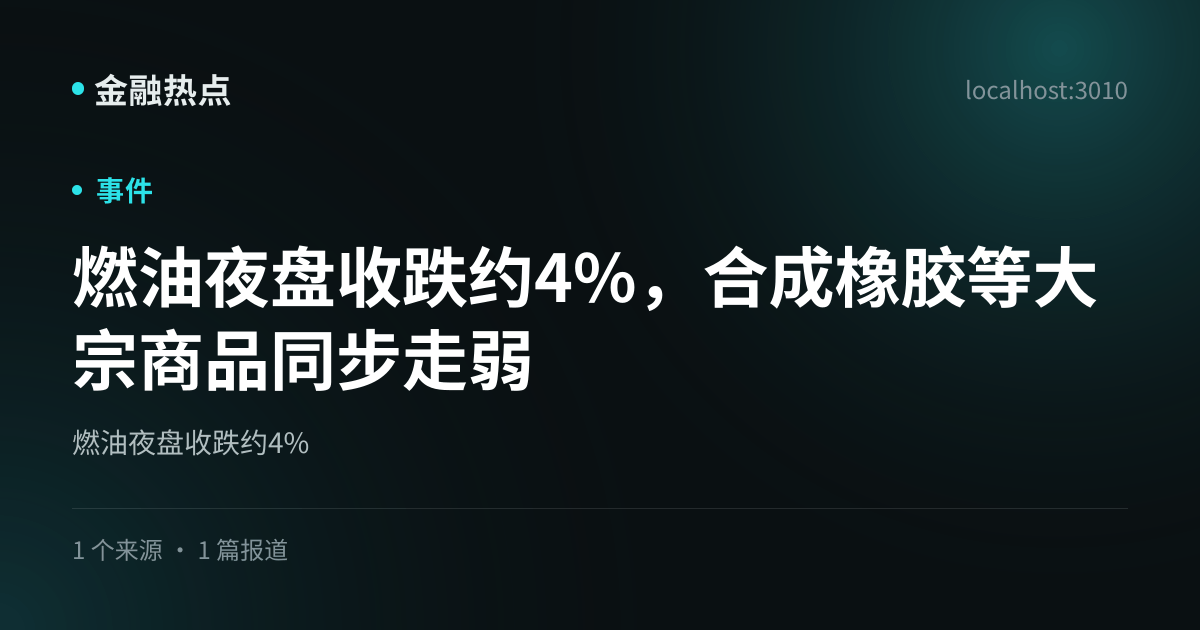 金融热点
localhost:3010
事件
燃油夜盘收跌约4%，合成橡胶等大
宗商品同步走弱
燃油夜盘收跌约4%
1 个来源 · 1 篇报道